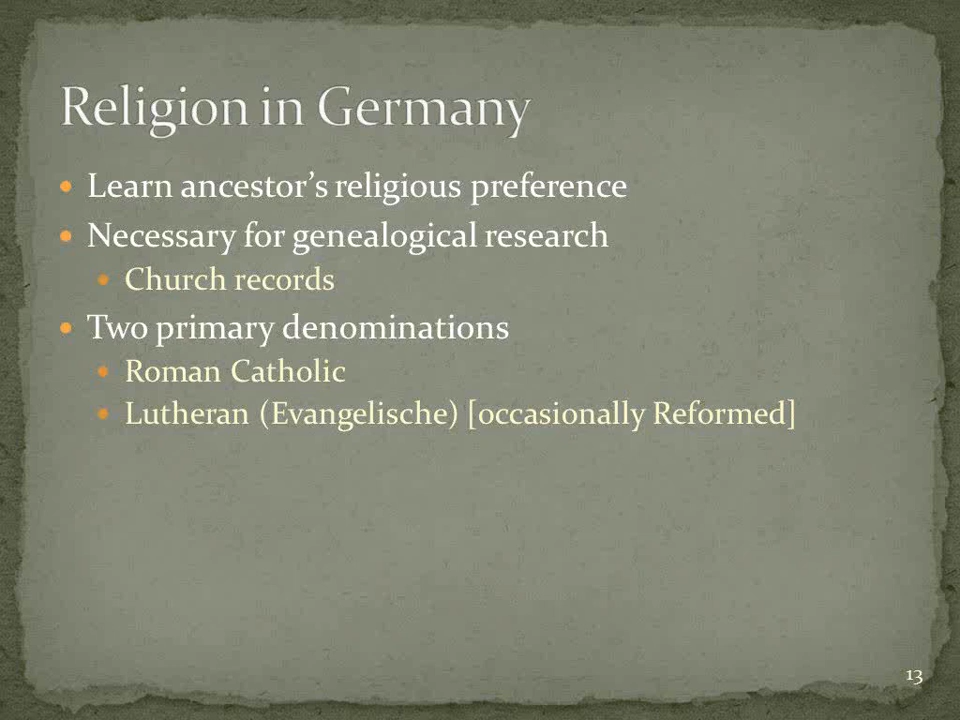 Religion in Germany
• Learn ancestor’s religious preference
• Necessary for genealogical research
• Church records
• Two primary denominations
• Roman Catholic
• Lutheran (Evangelische) [occasionally Reformed]
13